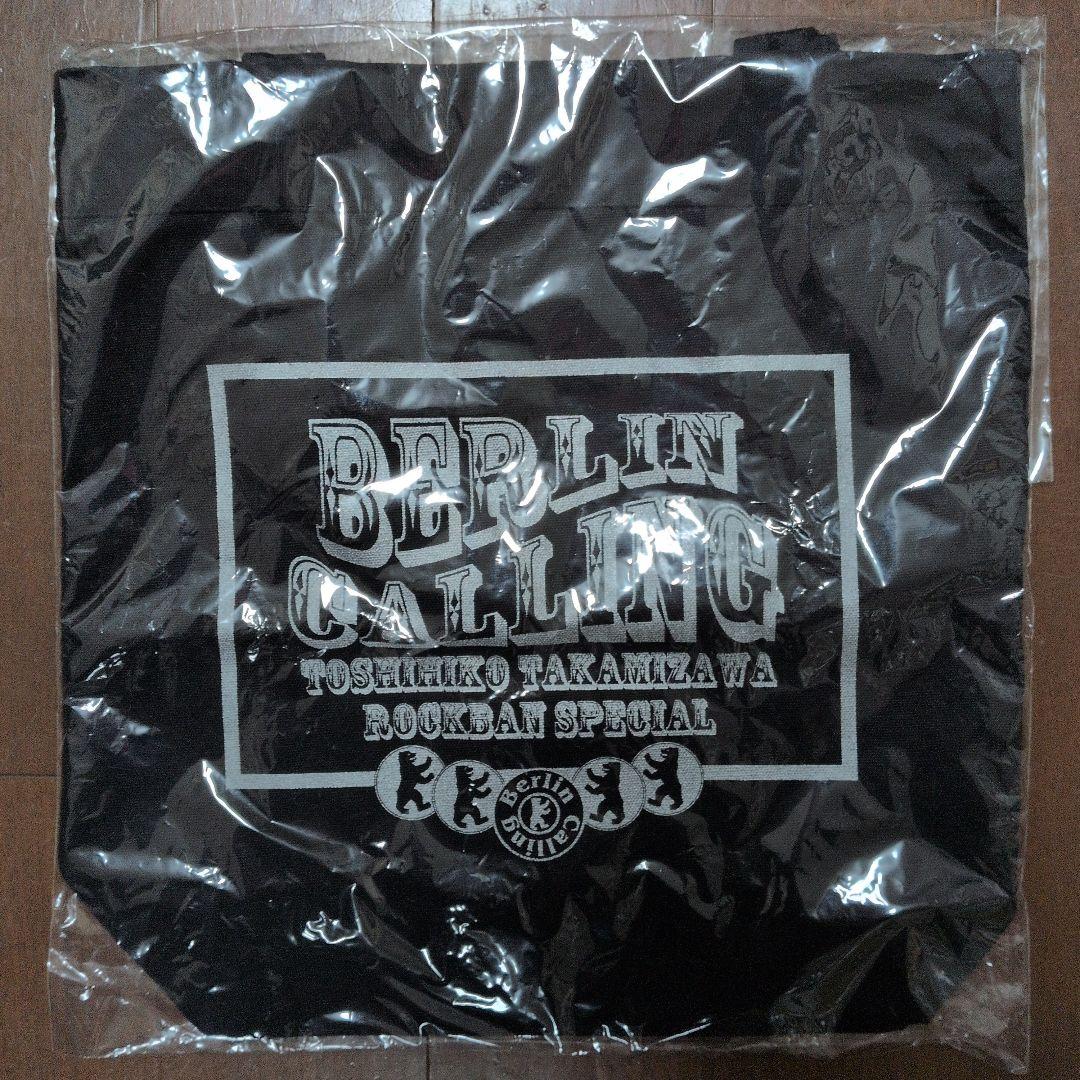 BERLIN
CALLING
TOSHIHIKO TAKAMIZAWA
ROCKBAN SPECIAL
Berlin
Calling